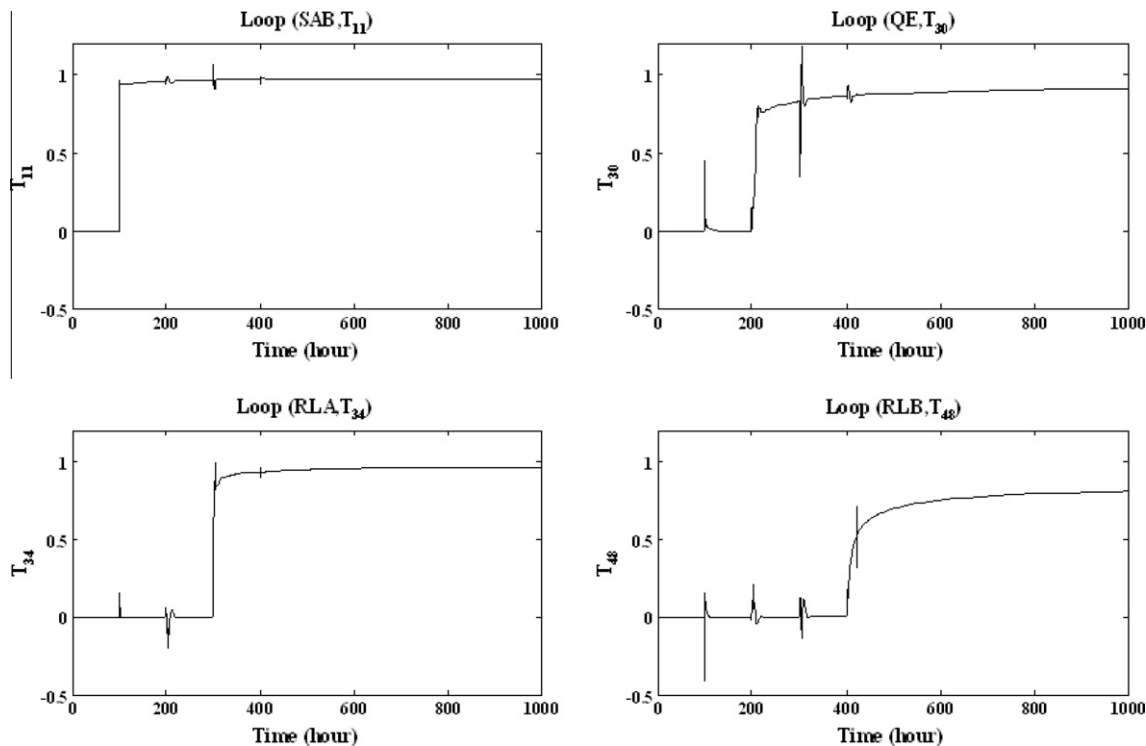 Loop (SAB,T11)
1
0.5
0
-0.5
T11
0 200 400 600 800 1000
Time (hour)
Loop (QE,T30)
1
0.5
0
-0.5
T30
0 200 400 600 800 1000
Time (hour)
Loop (RLA,T34)
1
0.5
0
-0.5
T34
0 200 400 600 800 1000
Time (hour)
Loop (RLB,T48)
1
0.5
0
-0.5
T48
0 200 400 600 800 1000
Time (hour)